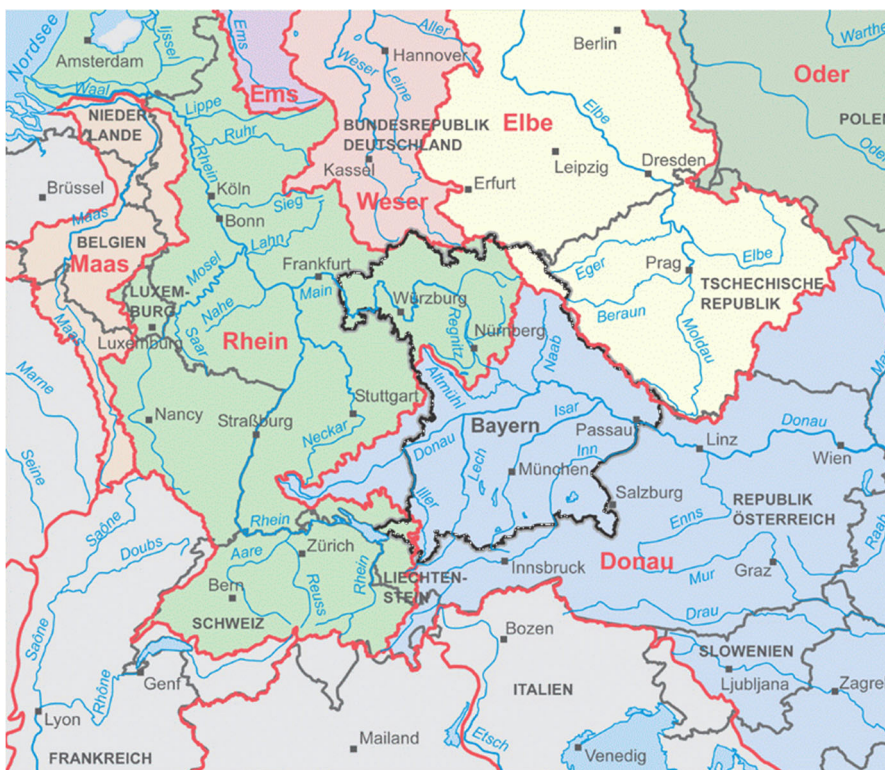 Nordsee
Amsterdam
Ijssel
Ems
Ems
Aller
Hannover
Weser
Leine
Berlin
Warthe
Oder
Waal
Lippe
NIEDER-
LANDE
Ruhr
BUNDESREPUBLIK
DEUTSCHLAND
Elbe
Elbe
POLEN
Oder
Brüssel
Rhein
Köln
Kassel
Leipzig
Dresden
Erfurt
Weser
Bonn
Sieg
Maas
BELGIEN
Maas
Lahn
Mosel
Frankfurt
Main
Eger
Prag
Elbe
TSCHECHISCHE
REPUBLIK
LUXEM-
BURG
Luxemburg
Nahe
Saar
Würzburg
Regnitz
Nürnberg
Beraun
Moldau
Maas
Rhein
Naab
Marne
Altmühl
Nancy
Straßburg
Stuttgart
Neckar
Bayern
Isar
Passau
Donau
Donau
Linz
Wien
Seine
Lech
München
Inn
Iller
Salzburg
REPUBLIK
ÖSTERREICH
Enns
Raab
Saône
Doubs
Rhein
Aare
Zürich
Rhein
LIECHTEN-
STEIN
Innsbruck
Donau
Mur
Graz
Bern
Reuss
SCHWEIZ
Drau
Saône
Bozen
SLOWENIEN
Ljubljana
Zagre
Rhône
Genf
ITALIEN
Lyon
Etsch
Mailand
Venedig
FRANKREICH